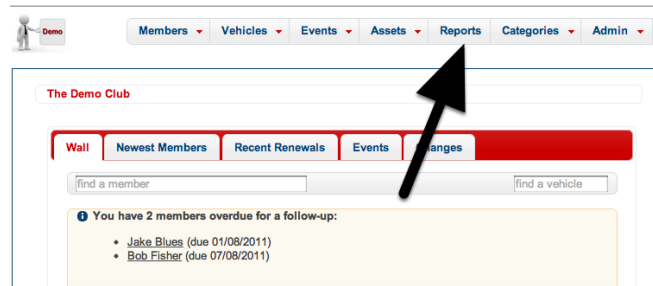 Demo
Members Vehicles Events Assets Reports Categories Admin
The Demo Club
Wall Newest Members Recent Renewals Events Changes
find a member find a vehicle
You have 2 members overdue for a follow-up:
Jake Blues (due 01/08/2011)
Bob Fisher (due 07/08/2011)